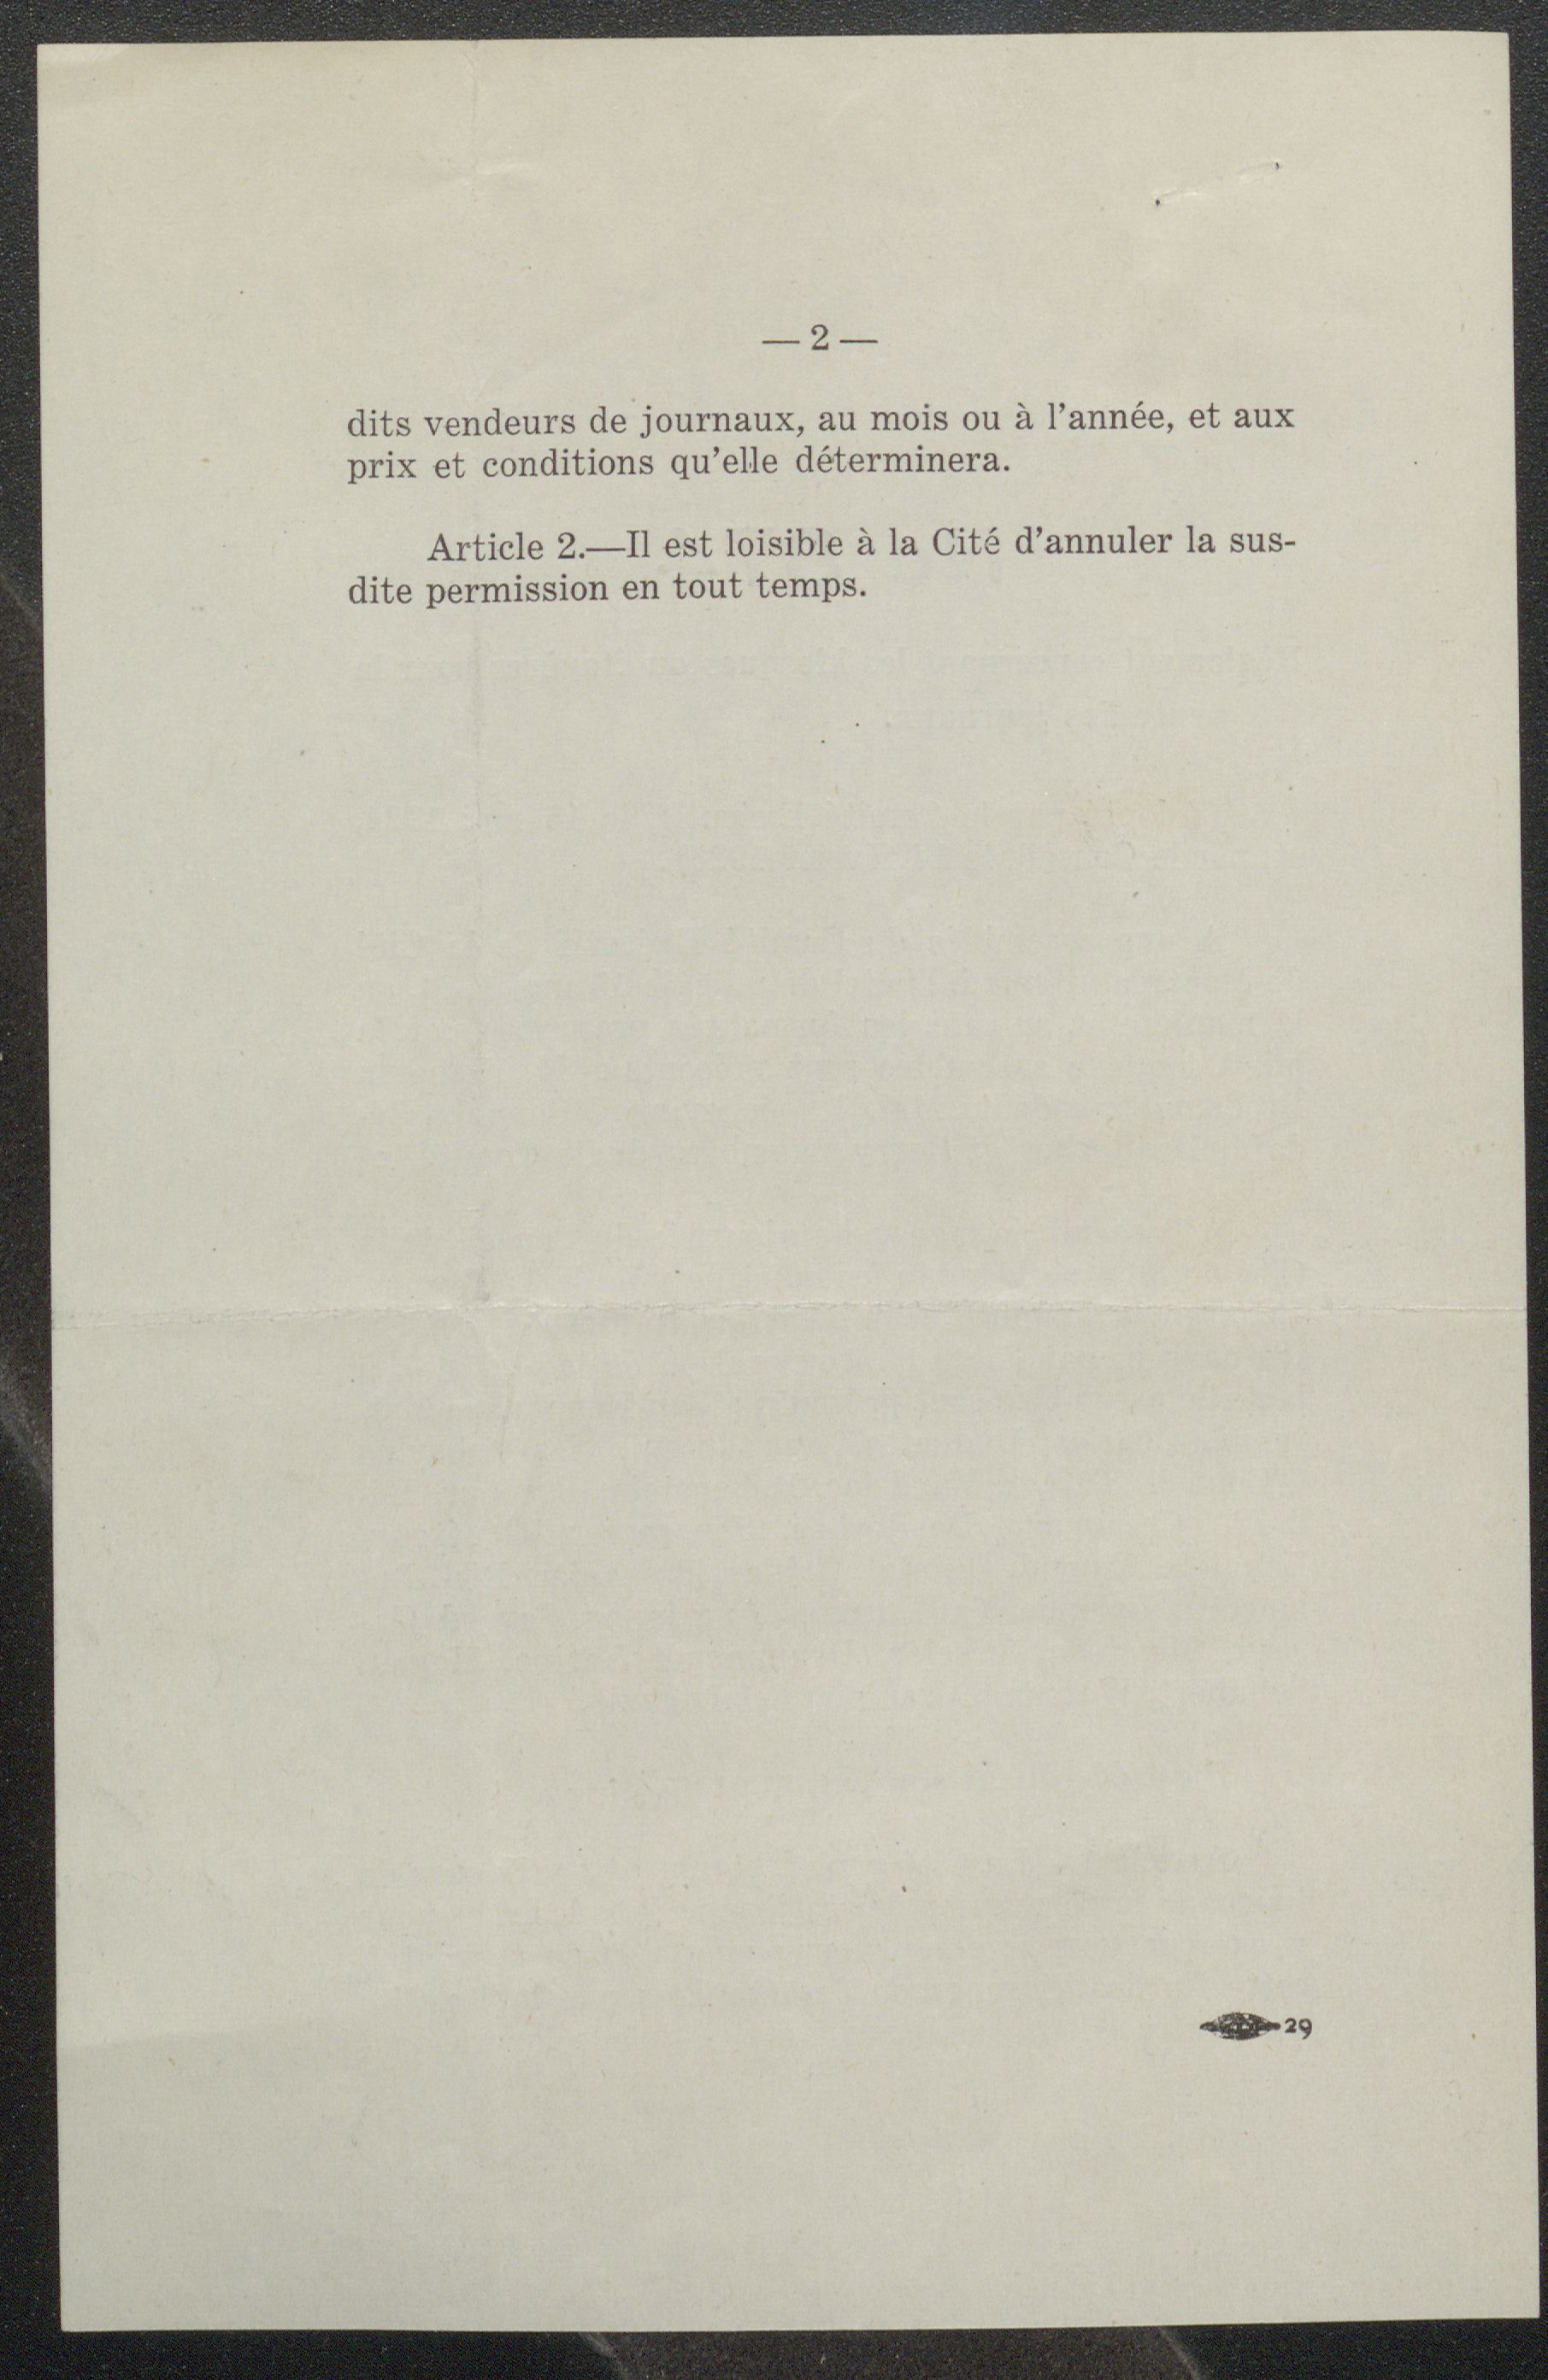 — 2 —
dits vendeurs de journaux, au mois ou à l'année, et aux
prix et conditions qu'elle déterminera.
Article 2.—Il est loisible à la Cité d'annuler la sus-
dite permission en tout temps.
29